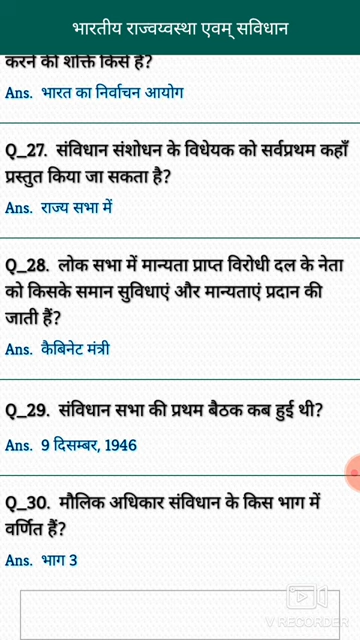 भारतीय राज्वय्वस्था एवम् सविधान
करने की शक्ति किसे है?
Ans. भारत का निर्वाचन आयोग
Q_27. संविधान संशोधन के विधेयक को सर्वप्रथम कहाँ
प्रस्तुत किया जा सकता है?
Ans. राज्य सभा में
Q_28. लोक सभा में मान्यता प्राप्त विरोधी दल के नेता
को किसके समान सुविधाएं और मान्यताएं प्रदान की
जाती हैं?
Ans. कैबिनेट मंत्री
Q_29. संविधान सभा की प्रथम बैठक कब हुई थी?
Ans. 9 दिसम्बर, 1946
Q_30. मौलिक अधिकार संविधान के किस भाग में
वर्णित हैं?
Ans. भाग 3
V RECORDER